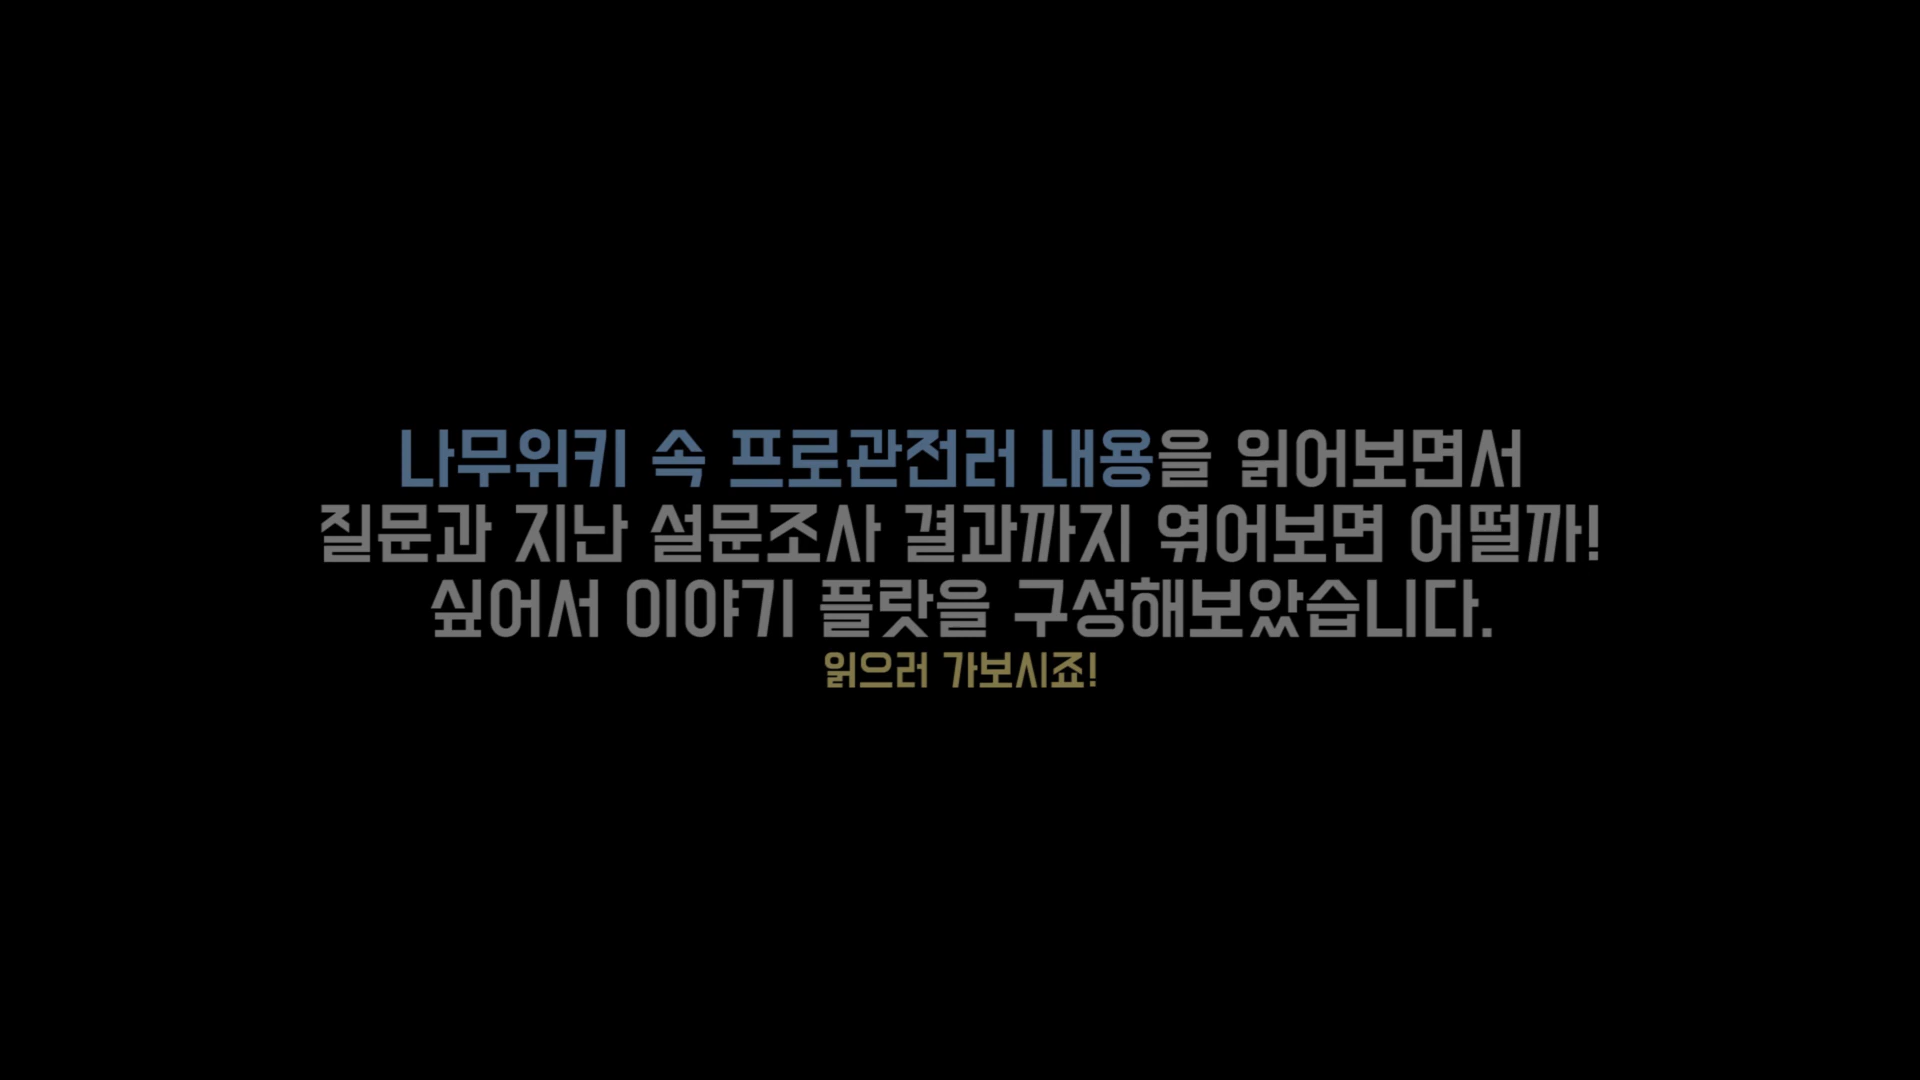 나무위키 속 프로관전러 내용을 읽어보면서
질문과 지난 설문조사 결과까지 엮어보면 어떨까!
싶어서 이야기 플랏을 구성해보았습니다.
읽으러 가보시죠!